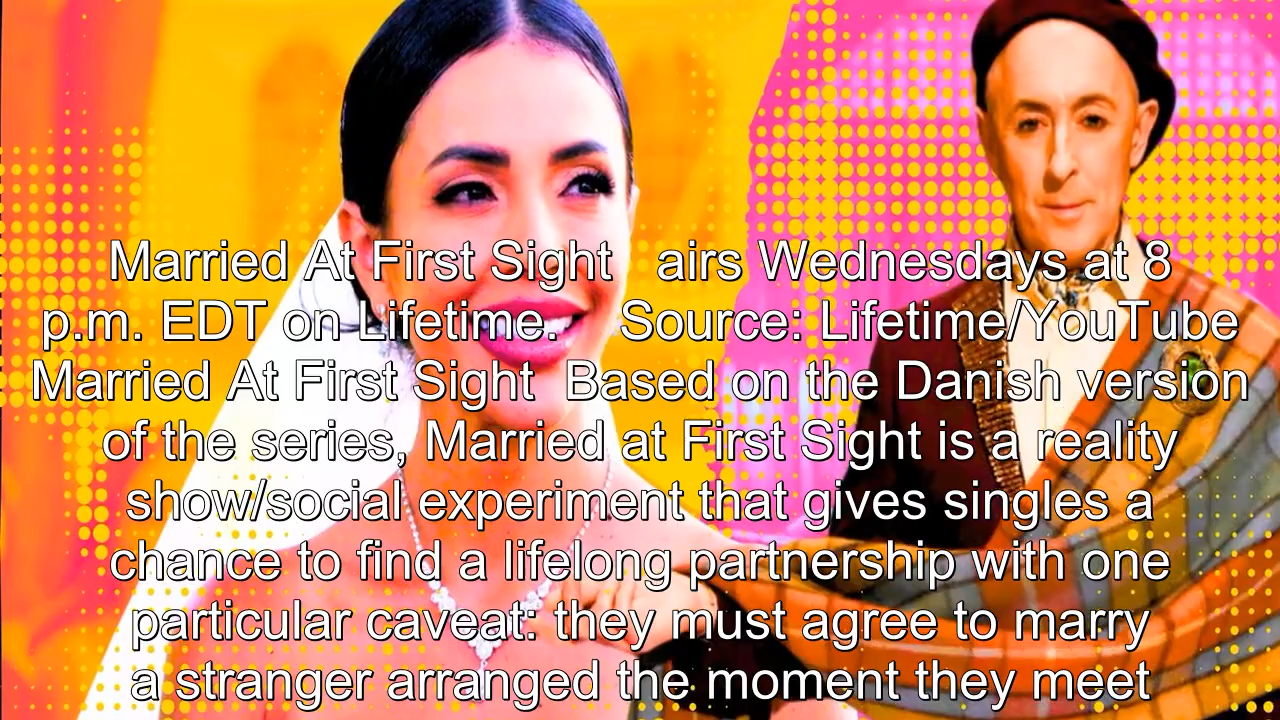 Married At First Sight   airs Wednesdays at 8
p.m. EDT on Lifetime.    Source: Lifetime/YouTube
Married At First Sight  Based on the Danish version
of the series, Married at First Sight is a reality
show/social experiment that gives singles a
chance to find a lifelong partnership with one
particular caveat: they must agree to marry
a stranger arranged the moment they meet